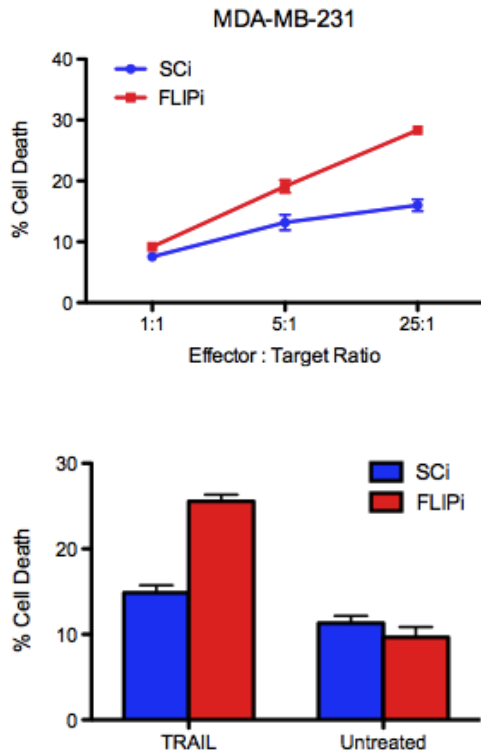 MDA-MB-231
40
30
20
10
0
% Cell Death
SCi
FLIPi
1:1 5:1 25:1
Effector : Target Ratio
30
20
10
0
% Cell Death
SCi
FLIPi
TRAIL Untreated